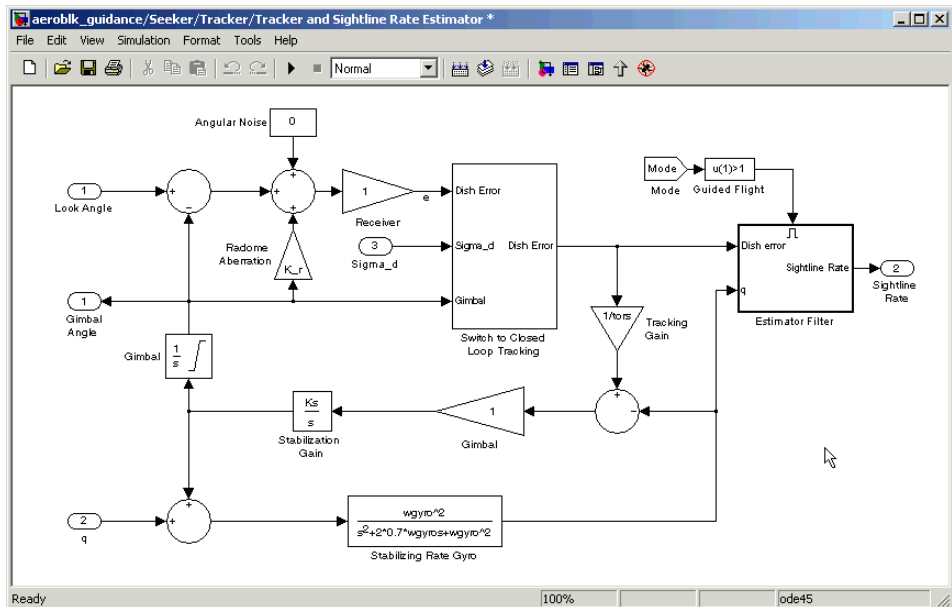 aeroblk_guidance/Seeker/Tracker/Tracker and Sightline Rate Estimator *
File Edit View Simulation Format Tools Help
Normal
Angular Noise
0
Mode
Mode
u(1)>1
Guided Flight
1
Look Angle
+
-
+
+
+
1
Receiver
e
Dish Error
Radome
Aberration
K_r
3
Sigma_d
Sigma_d
Dish Error
Dish error
Sightline Rate
q
Estimator Filter
2
Sightline
Rate
1
Gimbal
Angle
Gimbal
Switch to Closed
Loop Tracking
1/tors
Tracking
Gain
Gimbal
1
s
Ks
s
Stabilization
Gain
1
Gimbal
+
-
2
q
+
+
wgyro^2
s2+2*0.7*wgyros+wgyro^2
Stabilizing Rate Gyro
Ready 100% ode45